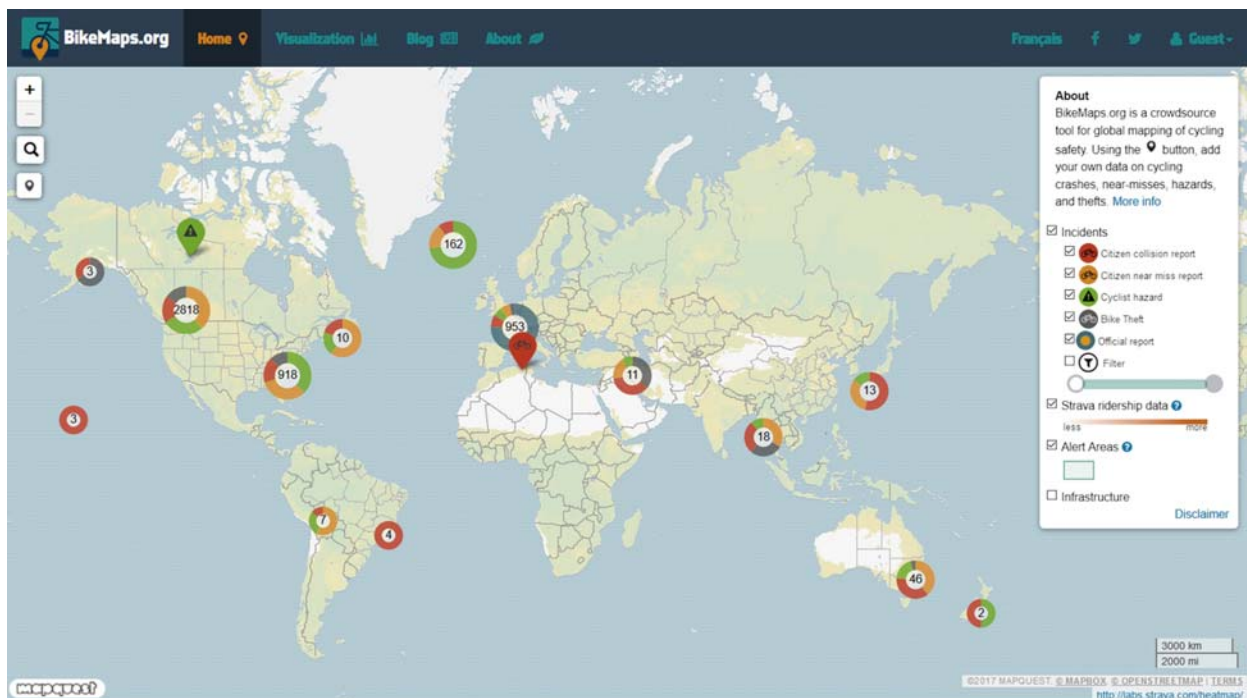 BikeMaps.org
Home
Visualization
Blog
About
Français
Guest
+
−
About
BikeMaps.org is a crowdsource
tool for global mapping of cycling
safety. Using the button, add
your own data on cycling
crashes, near-misses, hazards,
and thefts. More info
Incidents
Citizen collision report
Citizen near miss report
Cyclist hazard
Bike Theft
Official report
Filter
Strava ridership data
less more
Alert Areas
Infrastructure
Disclaimer
162
3
2818
10
953
918
11
13
3
18
7
4
46
2
3000 km
2000 mi
mapquest
©2017 MAPQUEST © MAPBOX © OPENSTREETMAP | TERMS
http://labs.strava.com/heatmap/